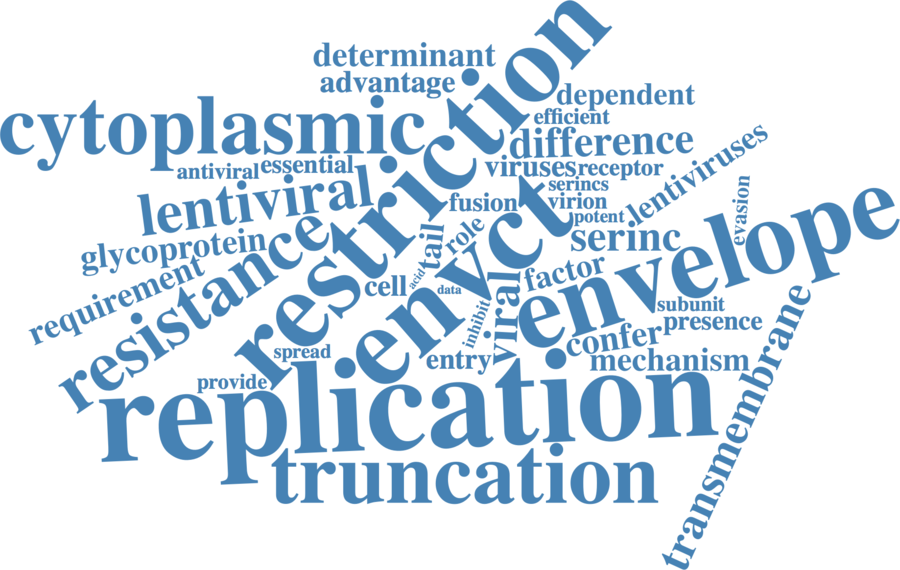 determinant
advantage
restriction
dependent
cytoplasmic
efficient
difference
antiviral
essential
viruses
receptor
lentiviruses
lentiviral
serincs
fusion
virion
potent
evasion
glycoprotein
tail
role
serinc
envelope
requirement
resistance
cell
acid
data
envct
factor
inhibit
viral
subunit
presence
confer
spread
entry
mechanism
provide
transmembrane
replication
truncation